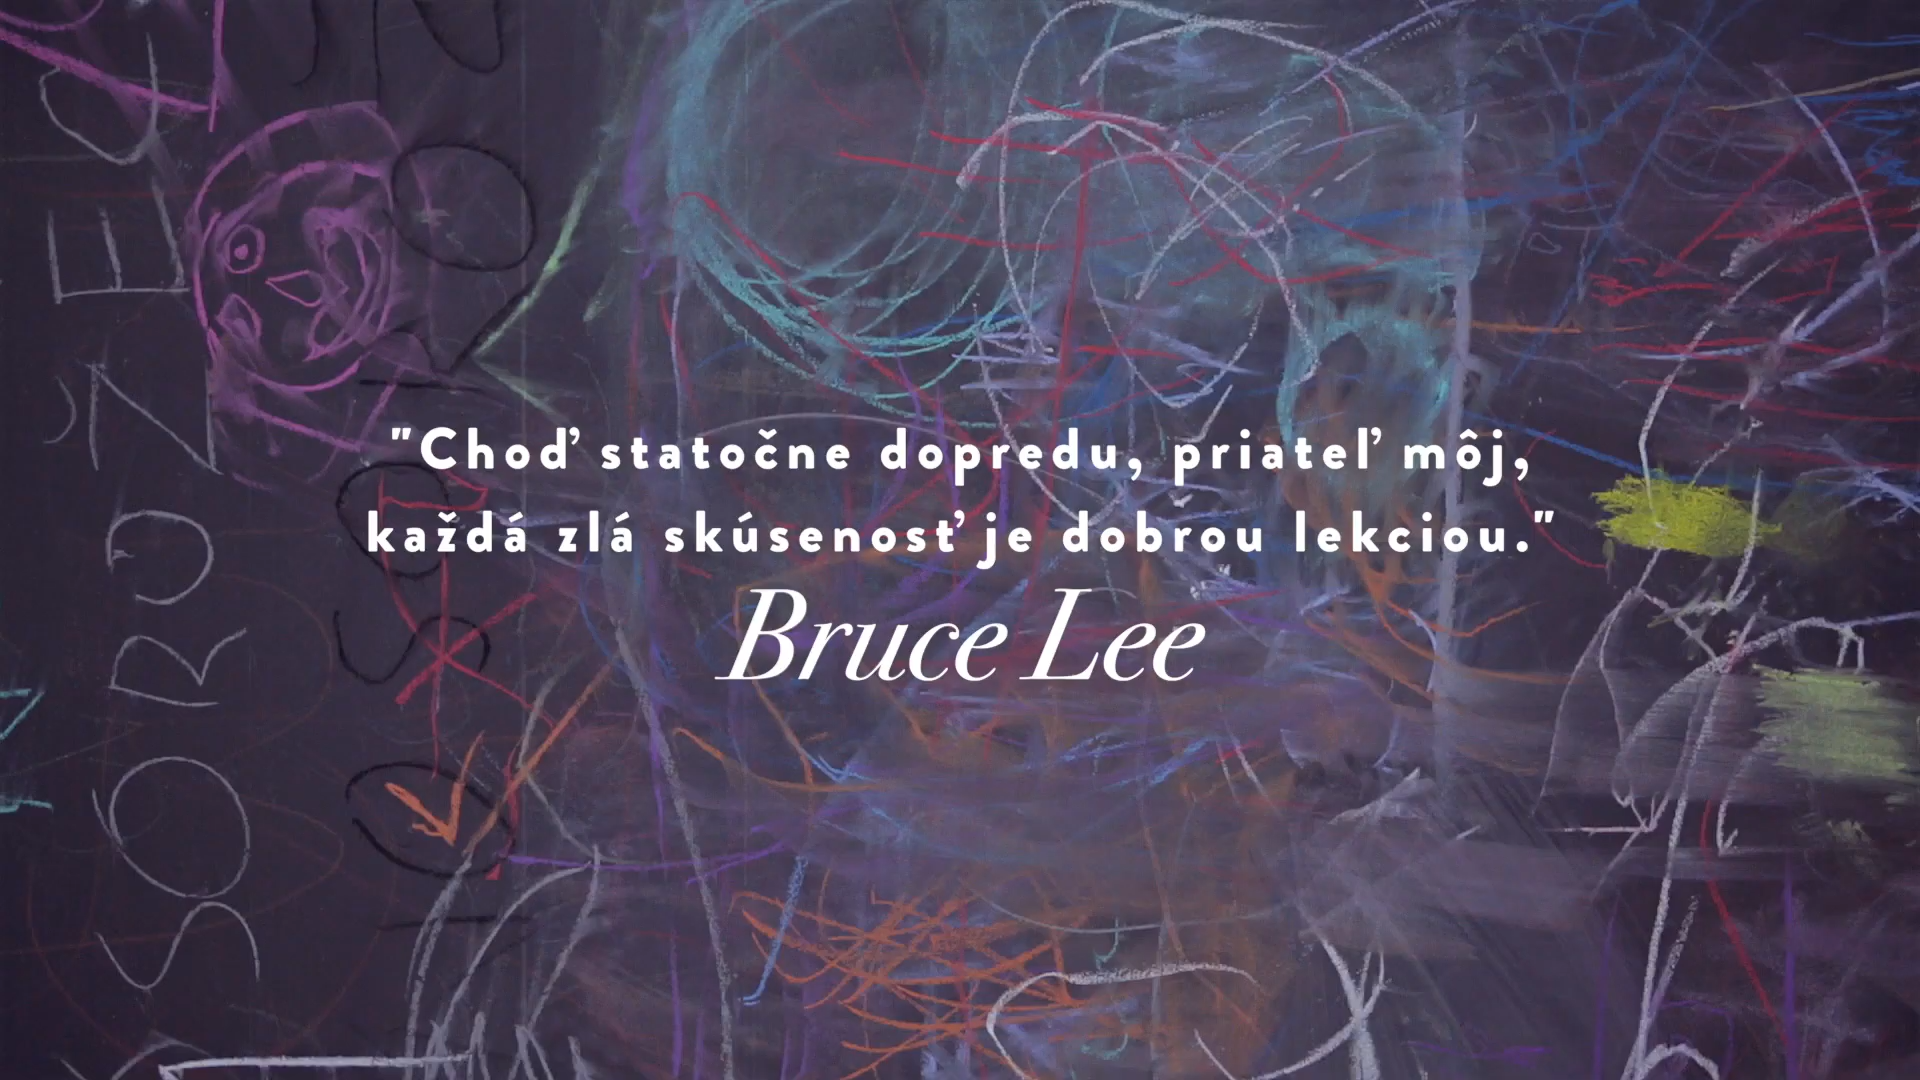 "Choď statočne dopredu, priateľ môj,
každá zlá skúsenosť je dobrou lekciou."
Bruce Lee